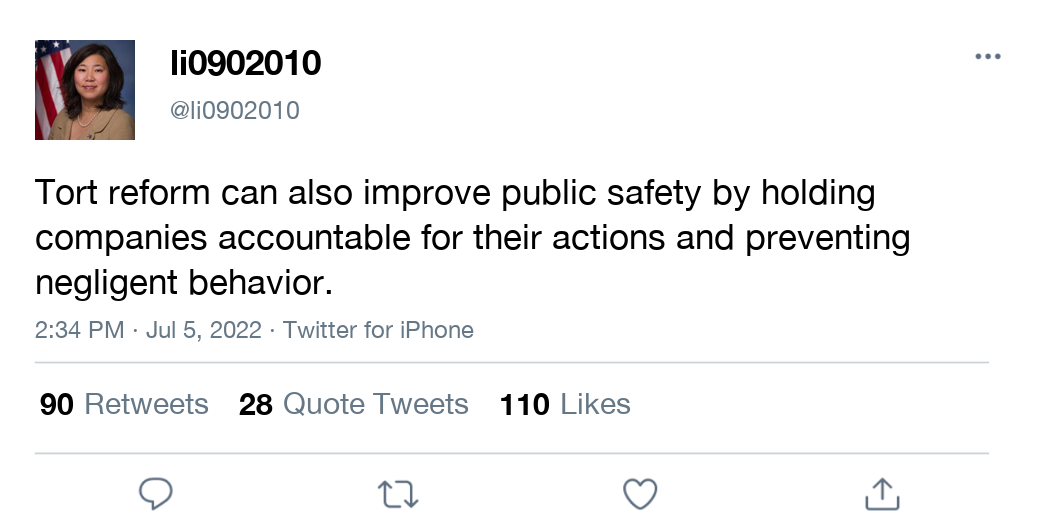 li0902010
@li0902010
Tort reform can also improve public safety by holding
companies accountable for their actions and preventing
negligent behavior.
2:34 PM · Jul 5, 2022 · Twitter for iPhone
90 Retweets 28 Quote Tweets 110 Likes